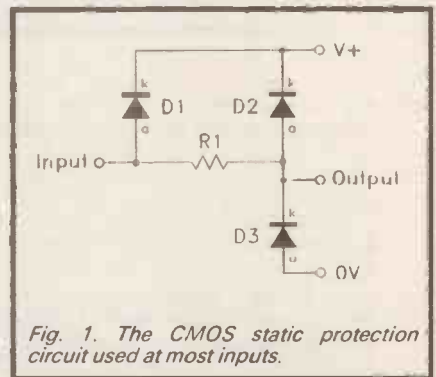 V+
k
k
D1
D2
a
a
R1
Input
Output
k
D3
a
0V
Fig. 1. The CMOS static protection
circuit used at most inputs.